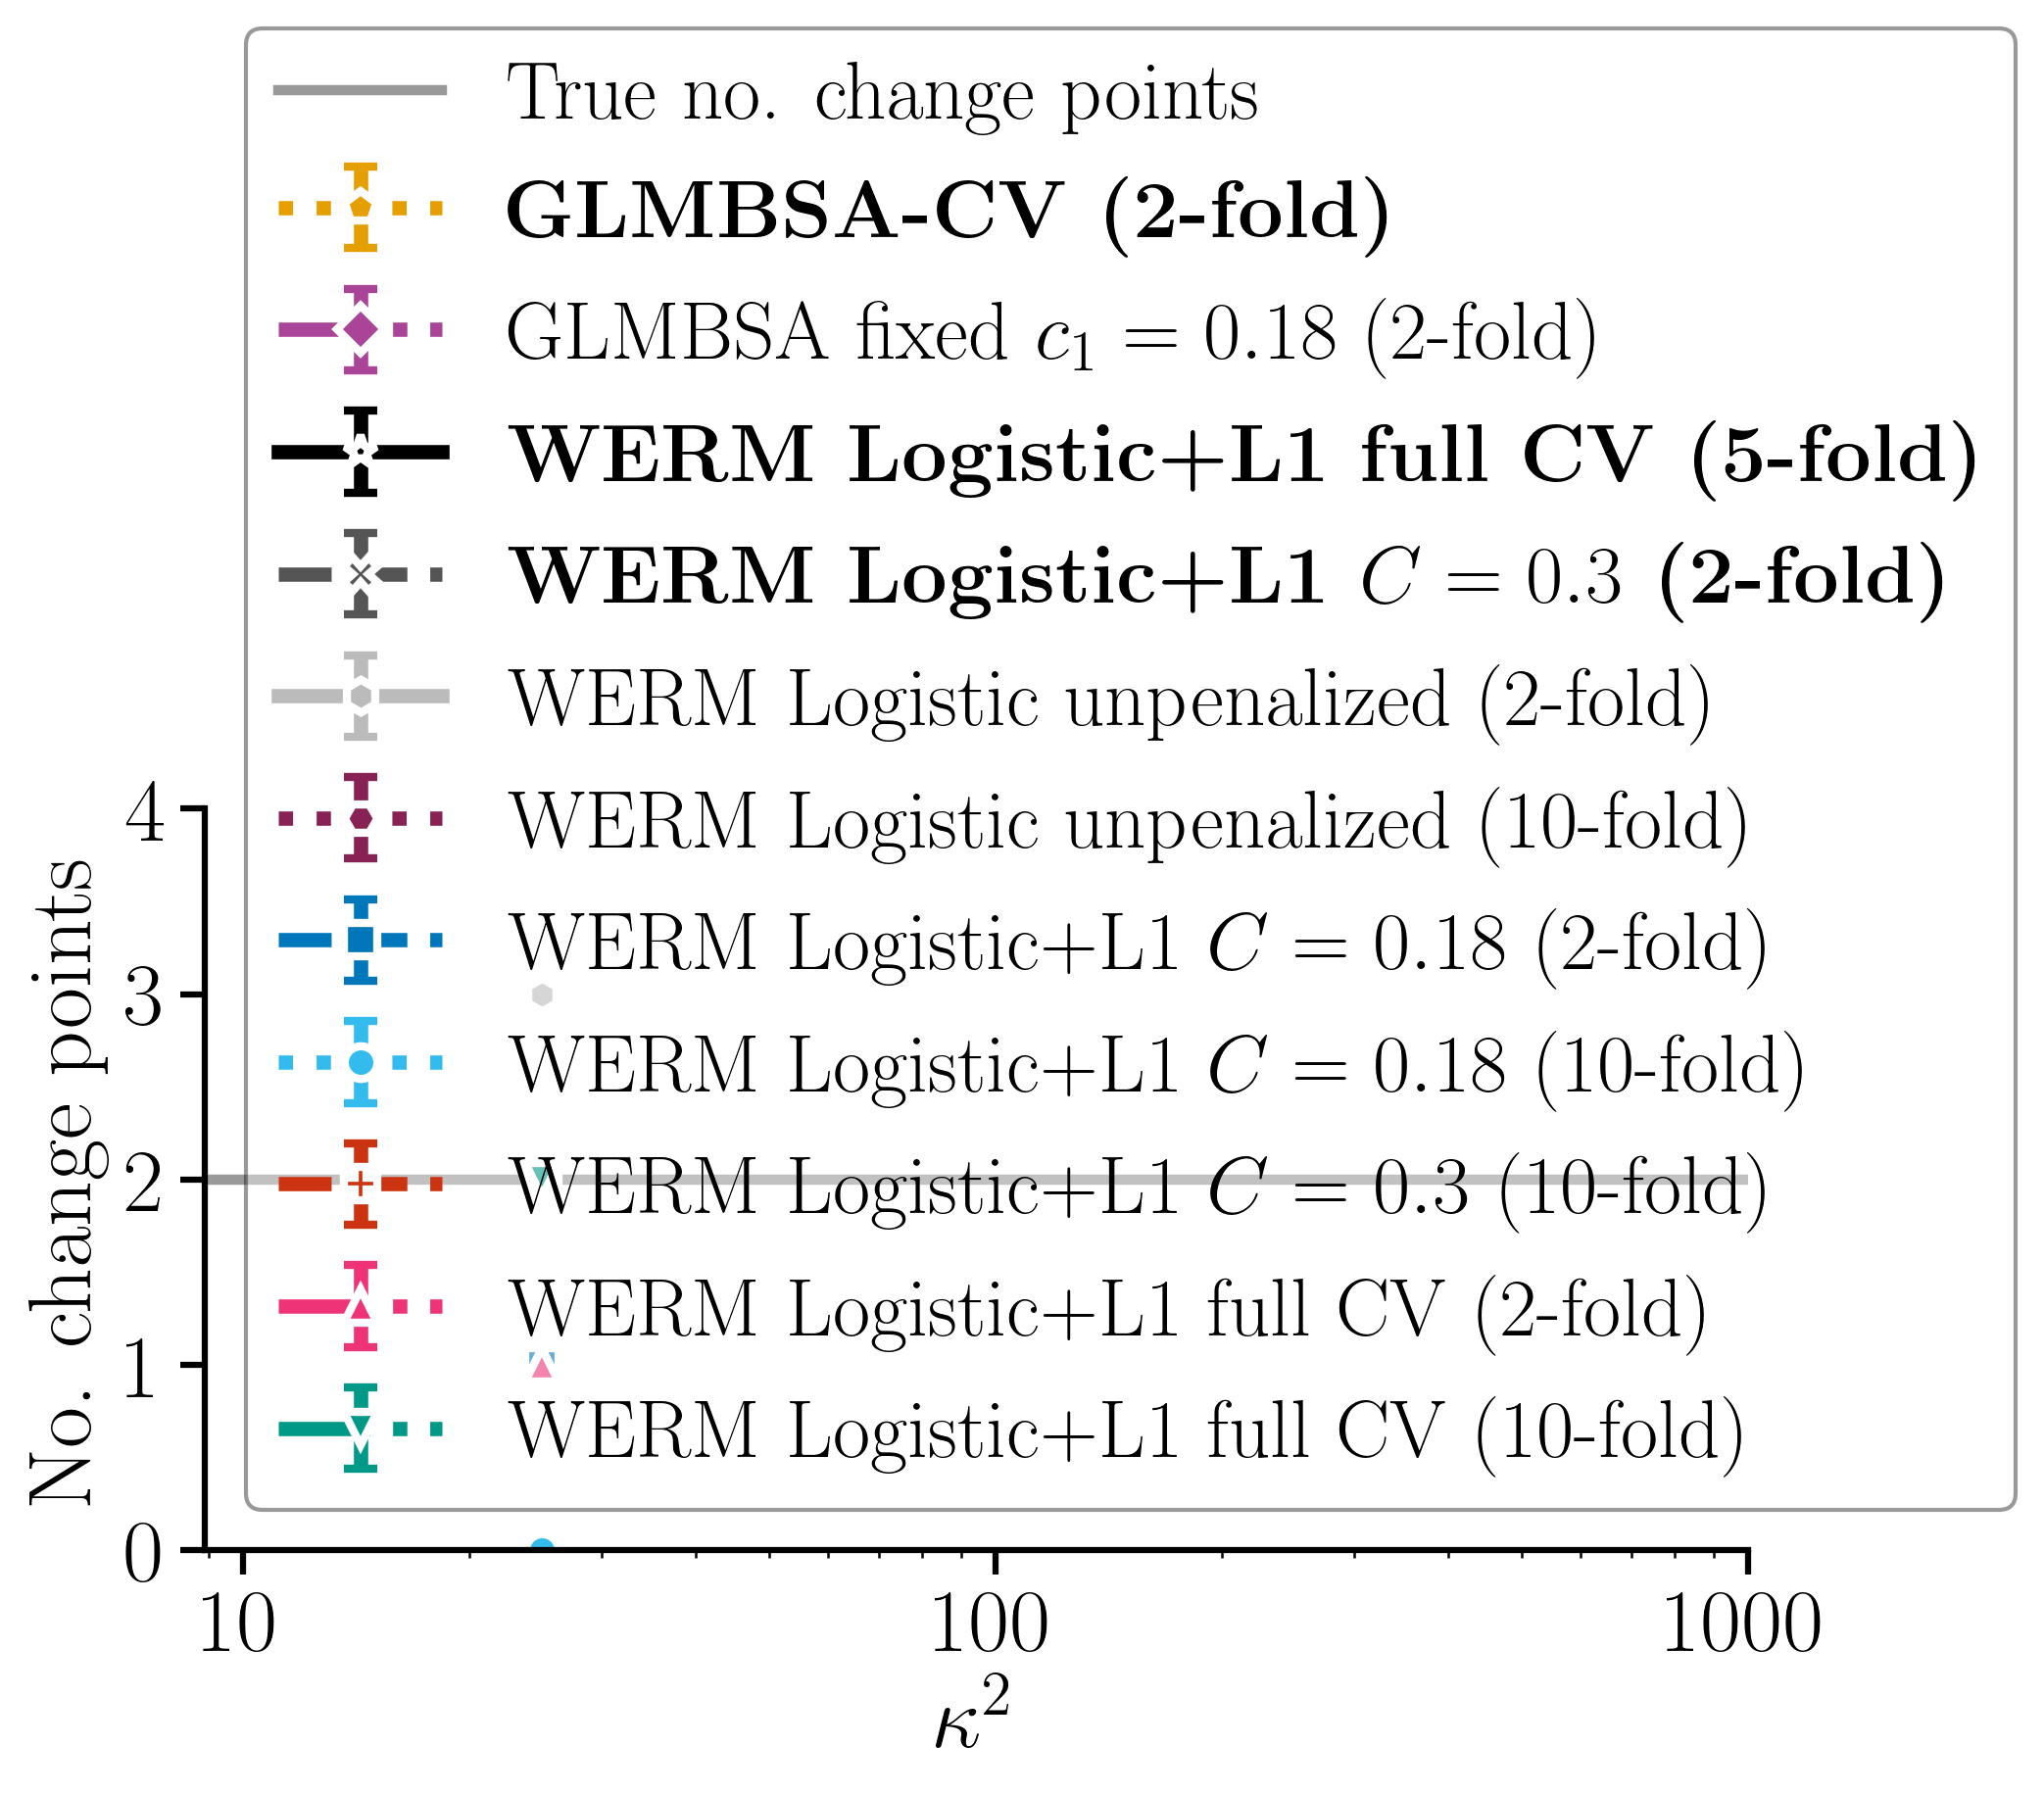 True no. change points
GLMBSA-CV (2-fold)
GLMBSA fixed c₁ = 0.18 (2-fold)
WERM Logistic+L1 full CV (5-fold)
WERM Logistic+L1 C = 0.3 (2-fold)
WERM Logistic unpenalized (2-fold)
WERM Logistic unpenalized (10-fold)
WERM Logistic+L1 C = 0.18 (2-fold)
WERM Logistic+L1 C = 0.18 (10-fold)
WERM Logistic+L1 C = 0.3 (10-fold)
WERM Logistic+L1 full CV (2-fold)
WERM Logistic+L1 full CV (10-fold)
No. change points
4
3
2
1
0
10 100 1000
κ²